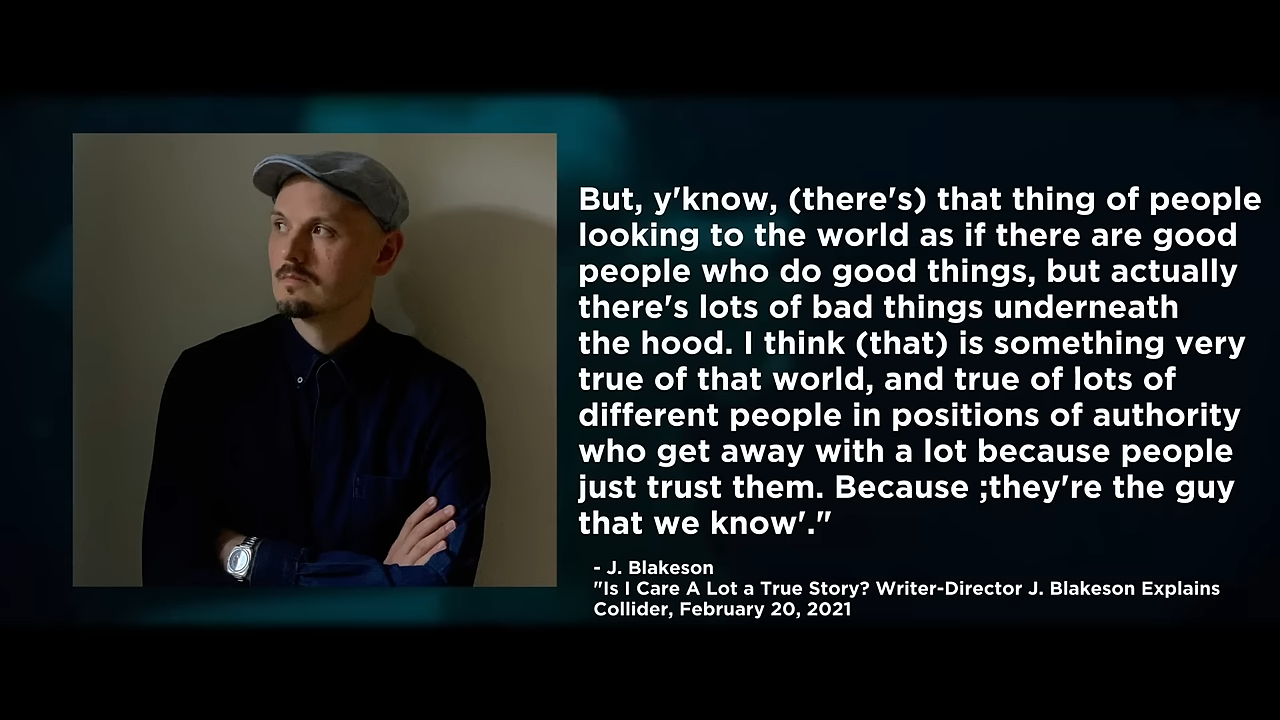 But, y'know, (there's) that thing of people
looking to the world as if there are good
people who do good things, but actually
there's lots of bad things underneath
the hood. I think (that) is something very
true of that world, and true of lots of
different people in positions of authority
who get away with a lot because people
just trust them. Because ;they're the guy
that we know'."
- J. Blakeson
"Is I Care A Lot a True Story? Writer-Director J. Blakeson Explains
Collider, February 20, 2021